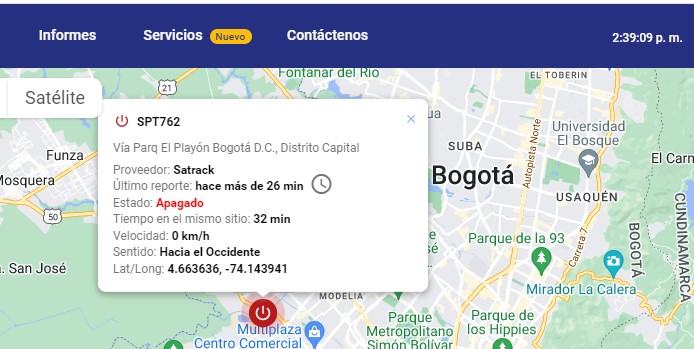 Informes
Servicios Nuevo
Contáctenos
2:39:09 p. m.
Satélite
SPT762
×
Vía Parq El Playón Bogotá D.C., Distrito Capital
Proveedor: Satrack
Último reporte: hace más de 26 min
Estado: Apagado
Tiempo en el mismo sitio: 32 min
Velocidad: 0 km/h
Sentido: Hacia el Occidente
Lat/Long: 4.663636, -74.143941
Fontanar del Río
EL TOBERIN
21
SUBA
Universidad
El Bosque
Autopista Norte
Funza
Mosquera
Bogotá
USAQUÉN
El Carm
50
Carrera 7
BOGOTÁ
CUNDINAMARCA
Parque de la 93
a. San José
Mirador La Calera
MODELIA
Multiplaza
Centro Comercial
Parque
Metropolitano
Simón Bolívar
Parque de
los Hippies